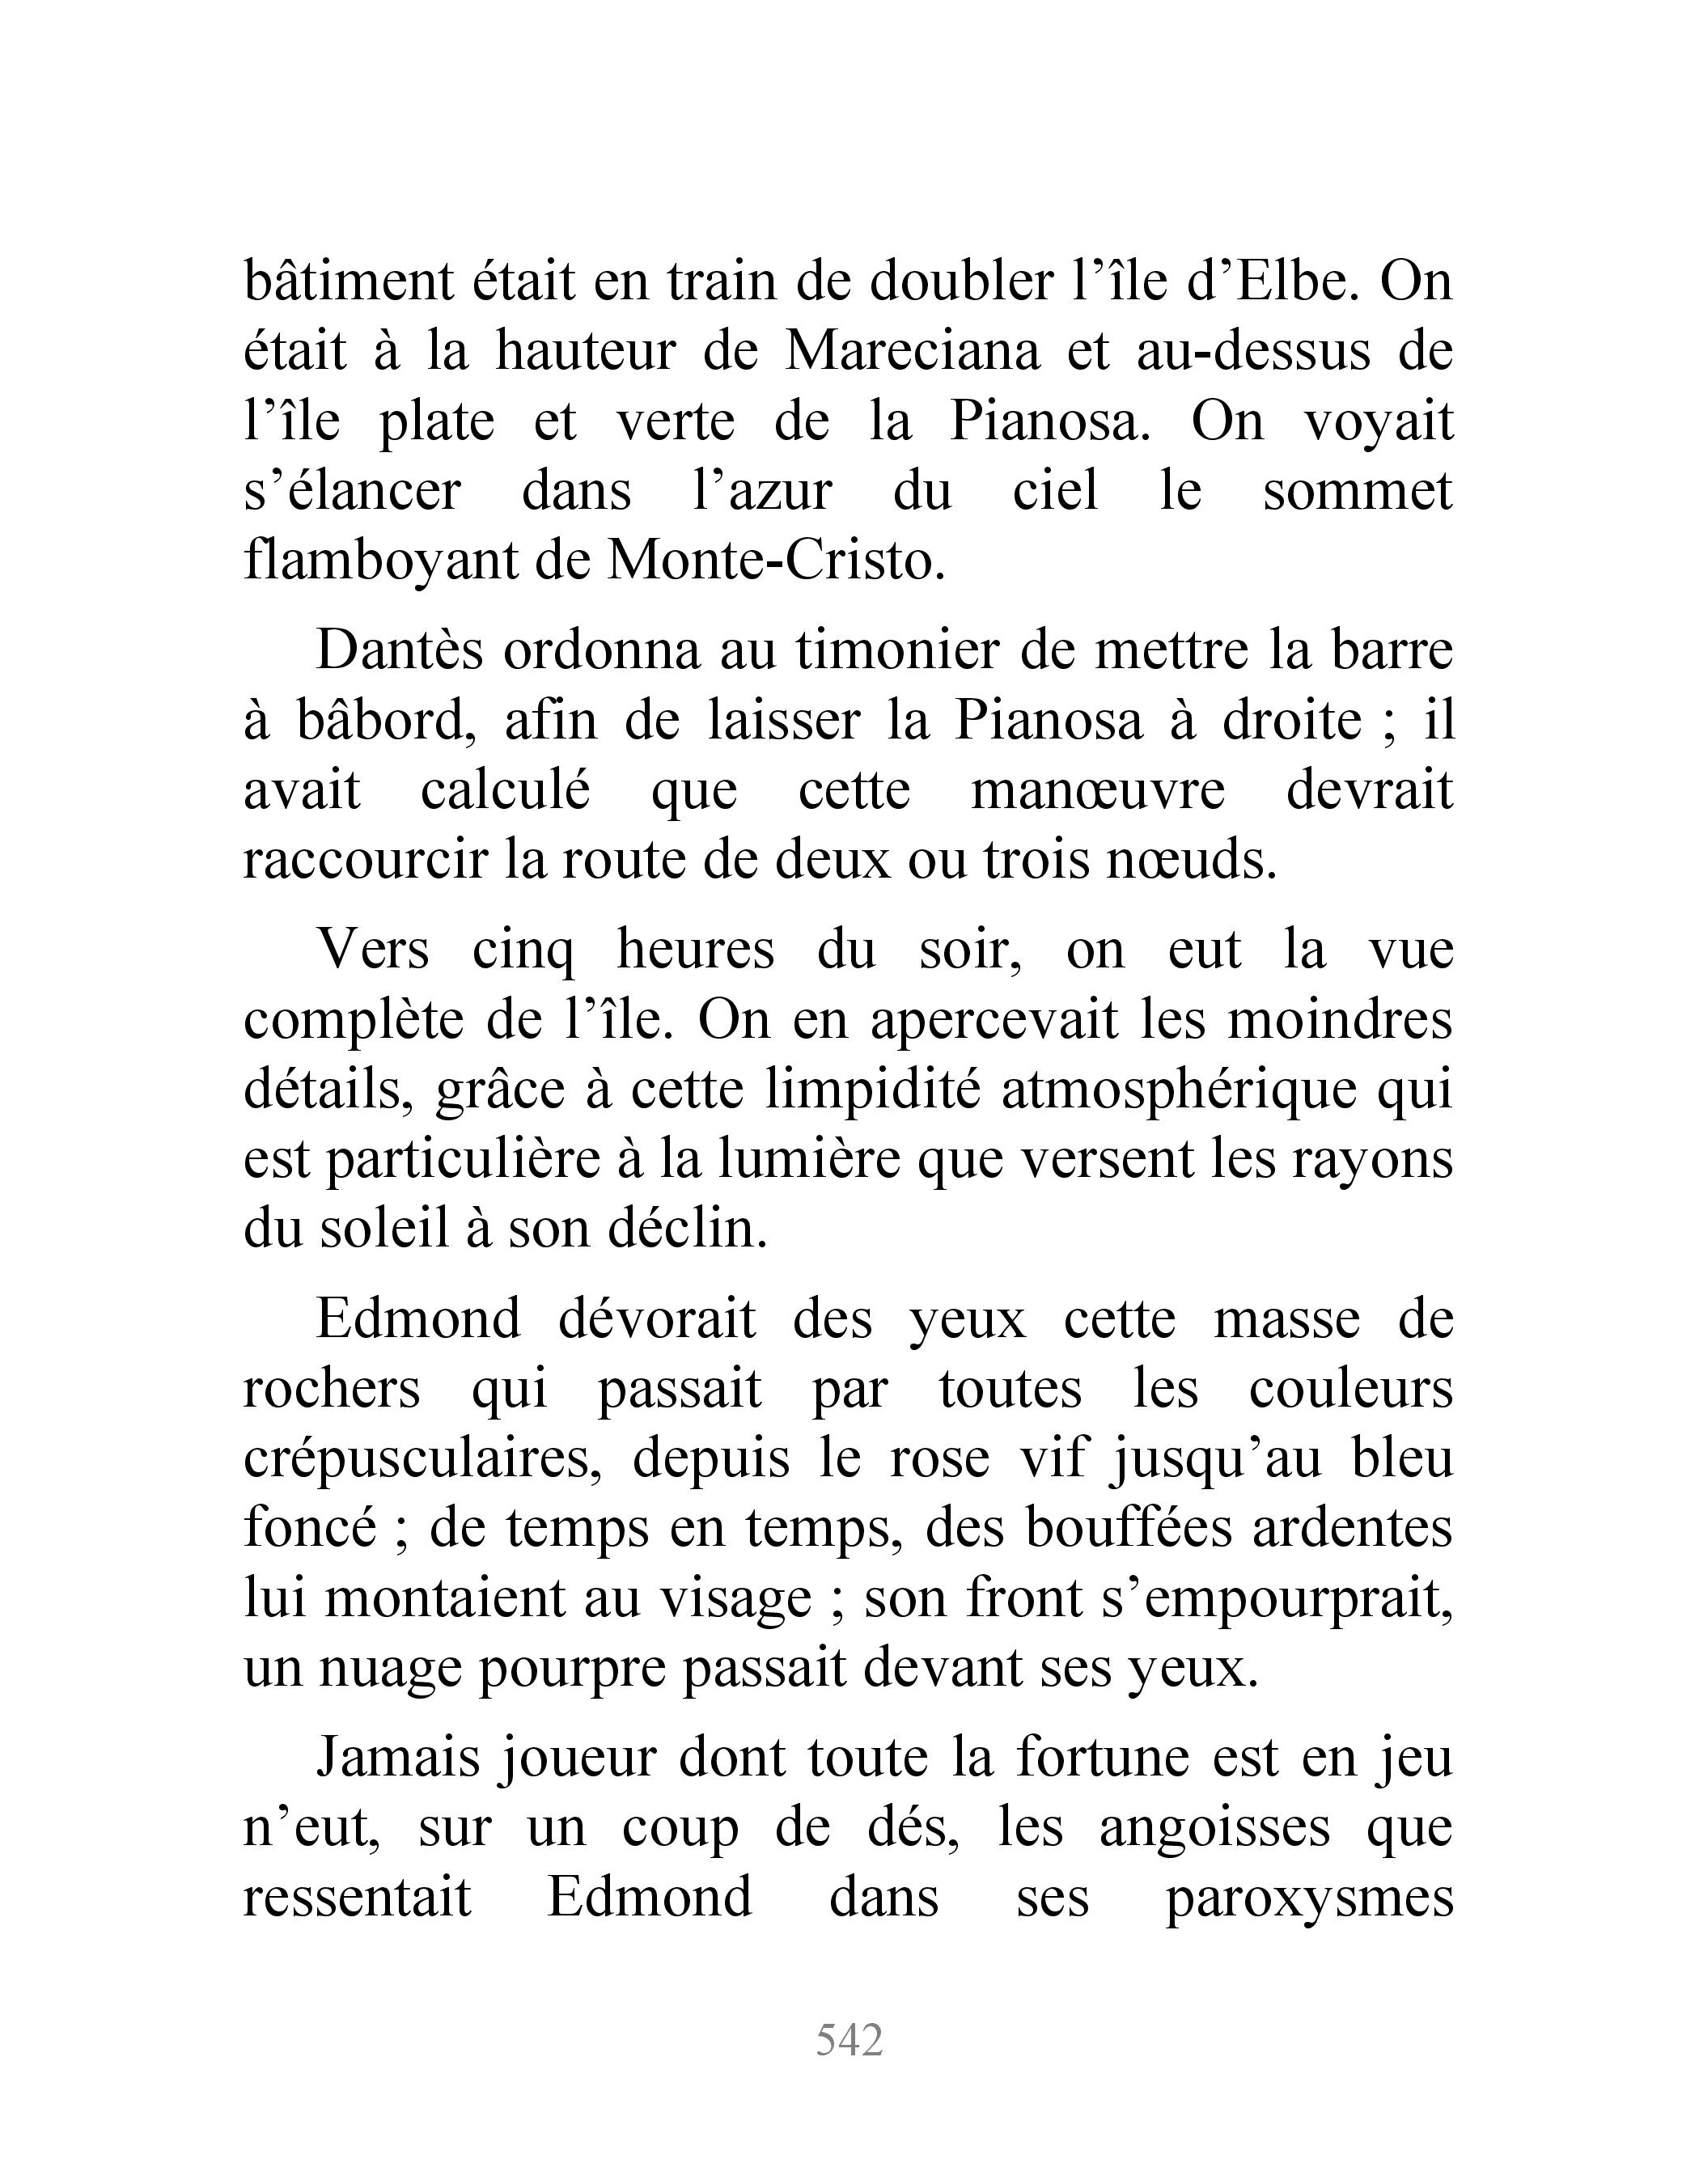 bâtiment était en train de doubler l’île d’Elbe. On
était à la hauteur de Mareciana et au-dessus de
l’île plate et verte de la Pianosa. On voyait
s’élancer dans l’azur du ciel le sommet
flamboyant de Monte-Cristo.
Dantès ordonna au timonier de mettre la barre
à bâbord, afin de laisser la Pianosa à droite ; il
avait calculé que cette manœuvre devrait
raccourcir la route de deux ou trois nœuds.
Vers cinq heures du soir, on eut la vue
complète de l’île. On en apercevait les moindres
détails, grâce à cette limpidité atmosphérique qui
est particulière à la lumière que versent les rayons
du soleil à son déclin.
Edmond dévorait des yeux cette masse de
rochers qui passait par toutes les couleurs
crépusculaires, depuis le rose vif jusqu’au bleu
foncé ; de temps en temps, des bouffées ardentes
lui montaient au visage ; son front s’empourprait,
un nuage pourpre passait devant ses yeux.
Jamais joueur dont toute la fortune est en jeu
n’eut, sur un coup de dés, les angoisses que
ressentait Edmond dans ses paroxysmes
542